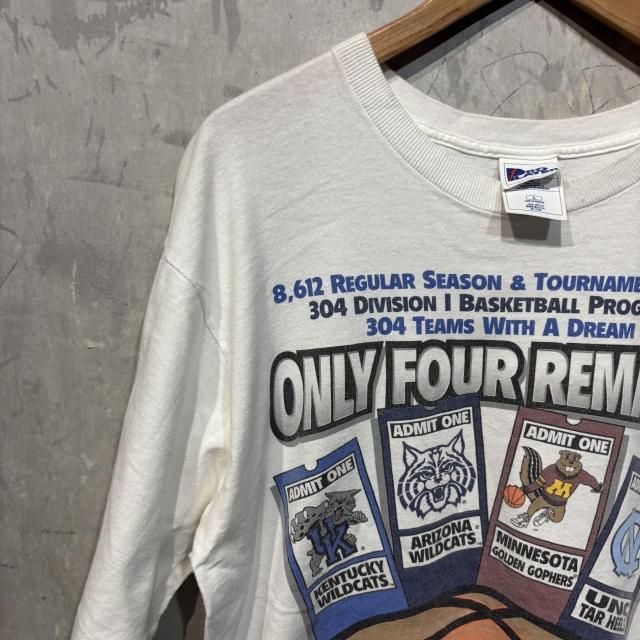 8,612 REGULAR SEASON & TOURNAME
304 DIVISION I BASKETBALL PROG
304 TEAMS WITH A DREAM
ONLY FOUR REMA
ADMIT ONE
KENTUCKY
WILDCATS
ADMIT ONE
ARIZONA
WILDCATS
ADMIT ONE
M
MINNESOTA
GOLDEN GOPHERS
UNC
TAR HEEL